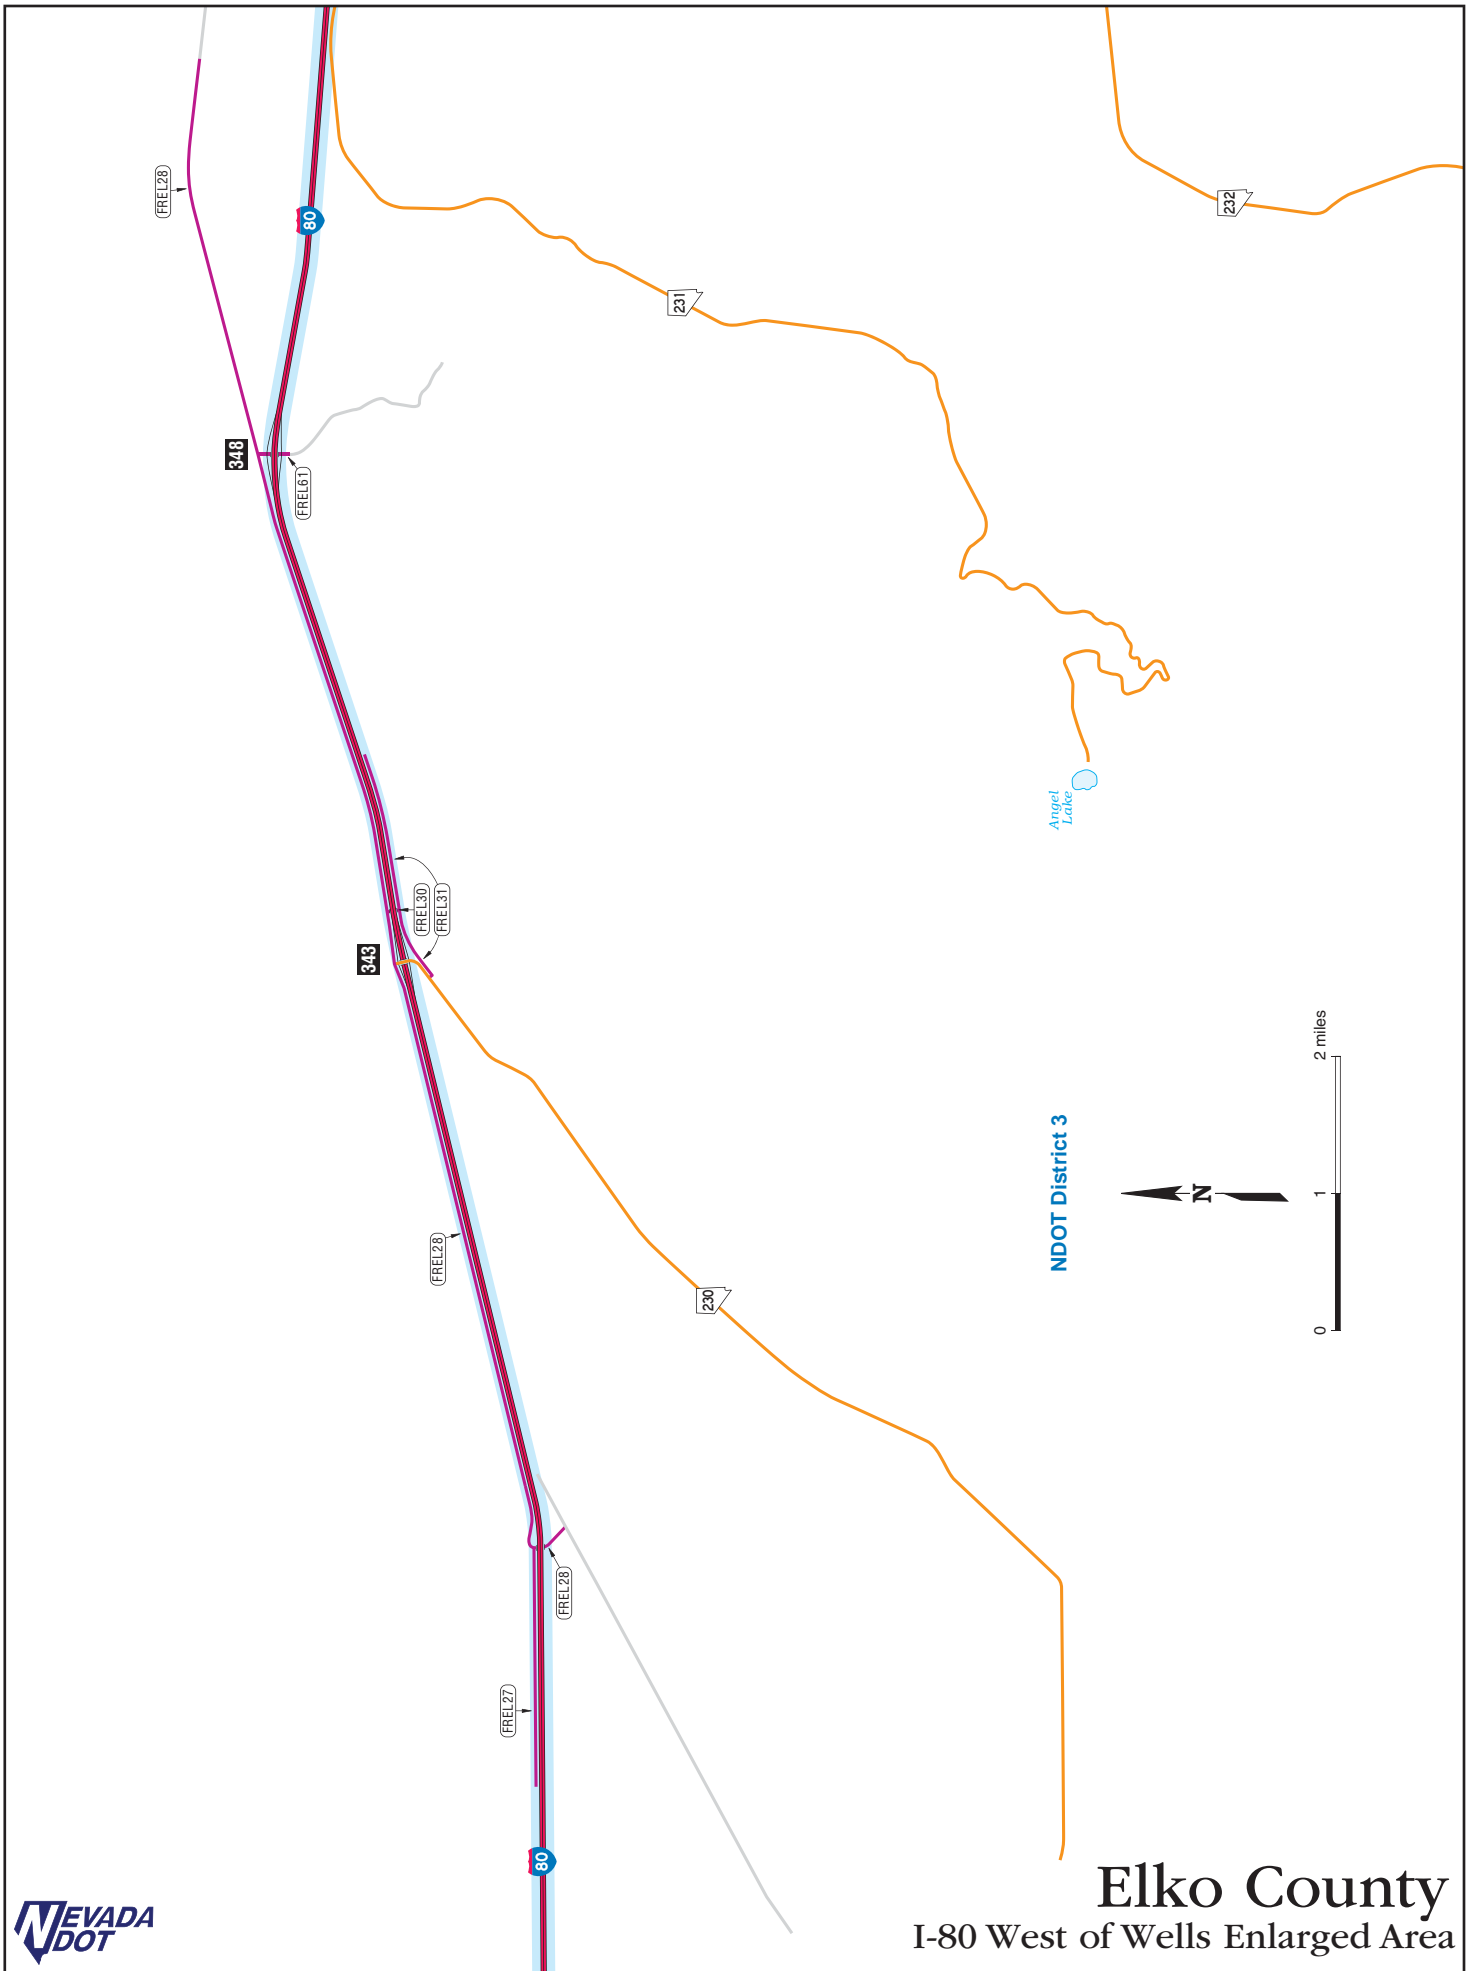 FREL28
80
232
231
348
FREL61
Angel
Lake
FREL30
FREL31
343
2 miles
1
0
NDOT District 3
N
FREL28
230
FREL28
FREL27
80
NEVADA
DOT
Elko County
I-80 West of Wells Enlarged Area